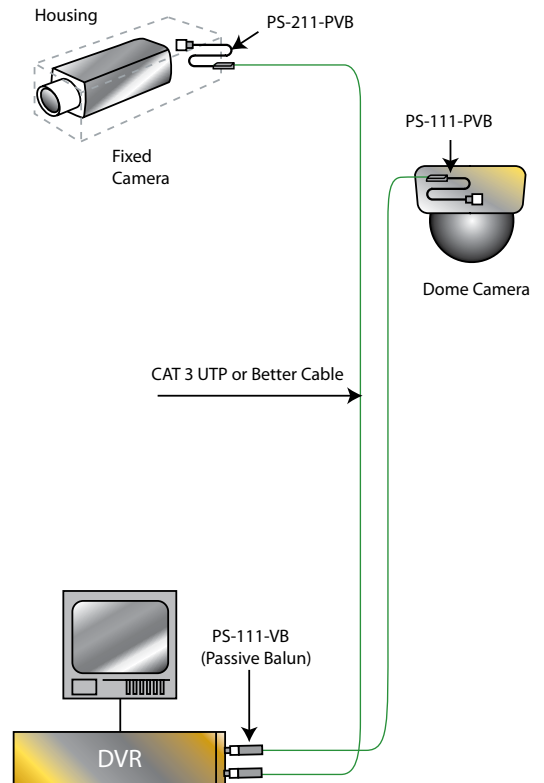 Housing
PS-211-PVB
Fixed
Camera
PS-111-PVB
Dome Camera
CAT 3 UTP or Better Cable
PS-111-VB
(Passive Balun)
DVR